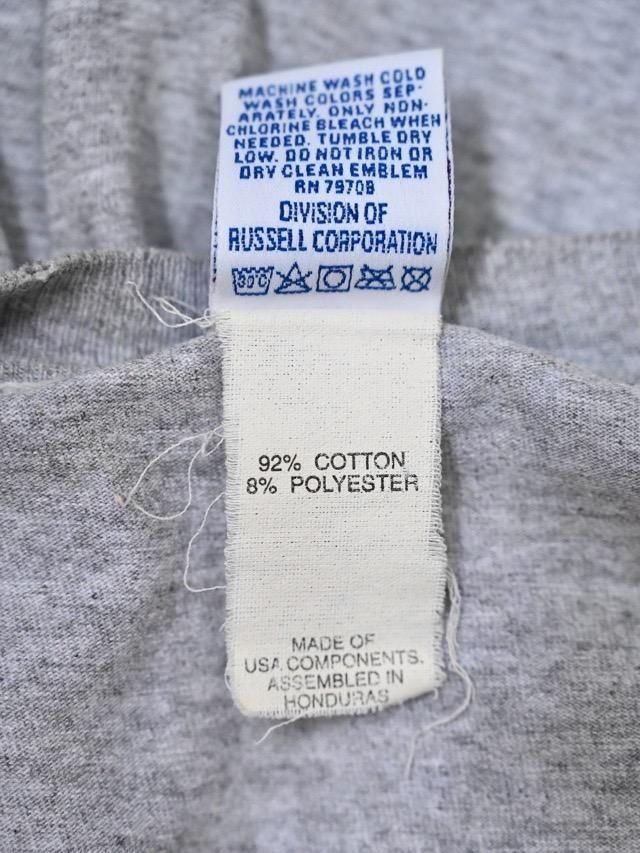 MACHINE WASH COLD
WASH COLORS SEP-
ARATELY. ONLY NON-
CHLORINE BLEACH WHEN
NEEDED. TUMBLE DRY
LOW. DO NOT IRON OR
DRY CLEAN EMBLEM
RN 79708
DIVISION OF
RUSSELL CORPORATION
30°C
92% COTTON
8% POLYESTER
MADE OF
USA COMPONENTS.
ASSEMBLED IN
HONDURAS